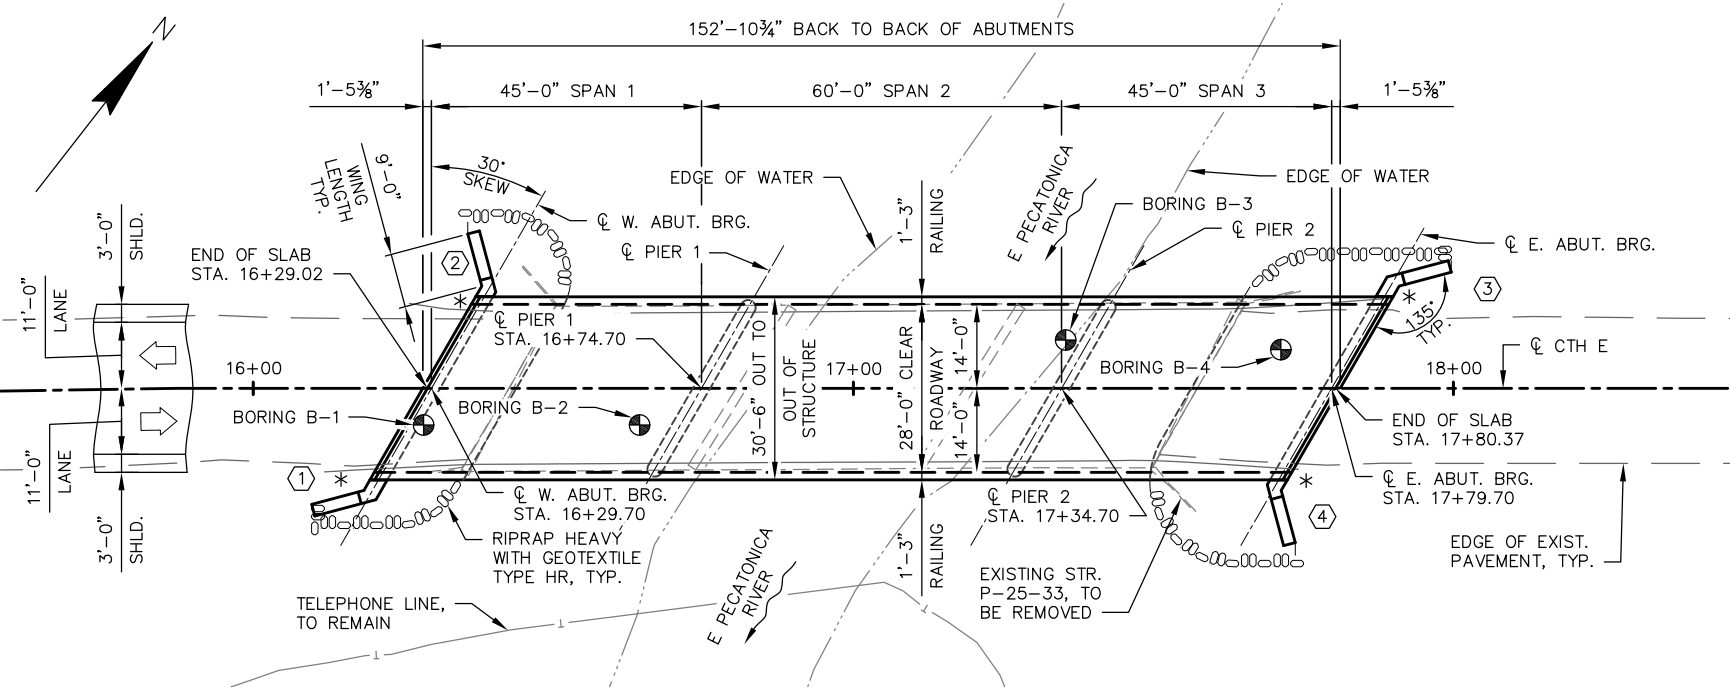 N
152'-10¾" BACK TO BACK OF ABUTMENTS
1'-5⅜"
45'-0" SPAN 1
60'-0" SPAN 2
45'-0" SPAN 3
1'-5⅜"
9'-0"
WING
LENGTH
TYP.
30°
SKEW
EDGE OF WATER
1'-3"
RAILING
E PECATONICA
RIVER
EDGE OF WATER
BORING B-3
℄ W. ABUT. BRG.
℄ PIER 1
℄ PIER 2
℄ E. ABUT. BRG.
3'-0"
SHLD.
END OF SLAB
STA. 16+29.02
2
3
11'-0"
LANE
℄ PIER 1
STA. 16+74.70
135°
TYP.
16+00
17+00
18+00
℄ CTH E
30'-6" OUT TO
OUT OF
STRUCTURE
28'-0" CLEAR
ROADWAY
14'-0"
14'-0"
BORING B-4
BORING B-1
BORING B-2
END OF SLAB
STA. 17+80.37
11'-0"
LANE
1
℄ W. ABUT. BRG.
STA. 16+29.70
℄ PIER 2
STA. 17+34.70
℄ E. ABUT. BRG.
STA. 17+79.70
4
3'-0"
SHLD.
RIPRAP HEAVY
WITH GEOTEXTILE
TYPE HR, TYP.
E PECATONICA
RIVER
1'-3"
RAILING
EXISTING STR.
P-25-33, TO
BE REMOVED
EDGE OF EXIST.
PAVEMENT, TYP.
TELEPHONE LINE,
TO REMAIN